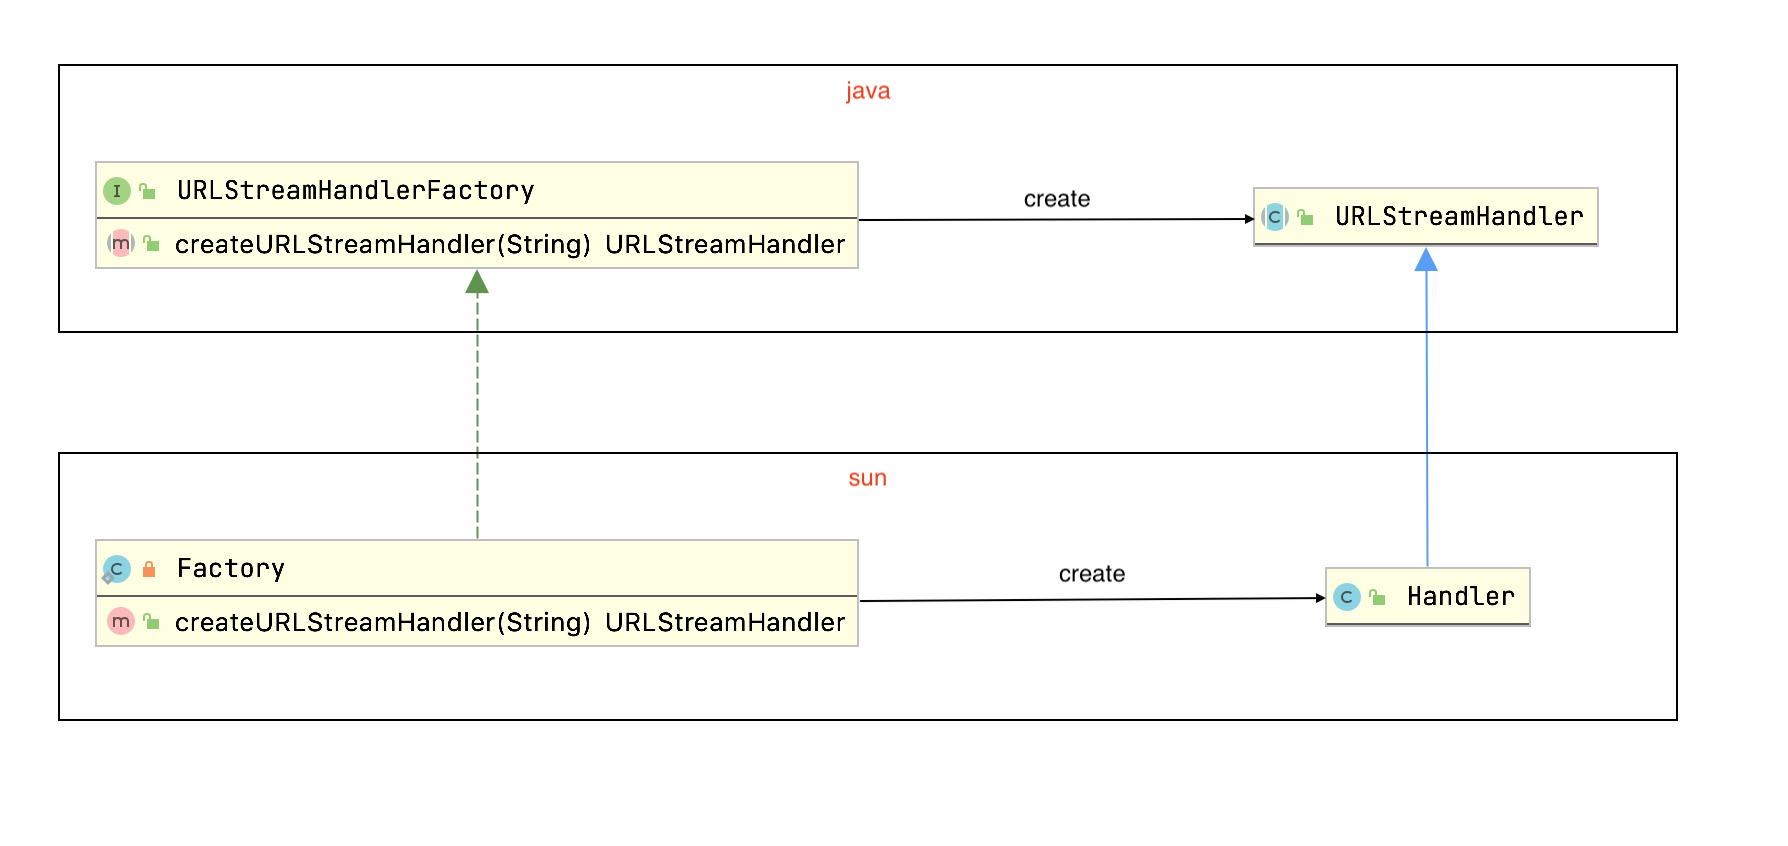 java
I URLStreamHandlerFactory
m createURLStreamHandler(String) URLStreamHandler
create
C URLStreamHandler
sun
C Factory
m createURLStreamHandler(String) URLStreamHandler
create
C Handler